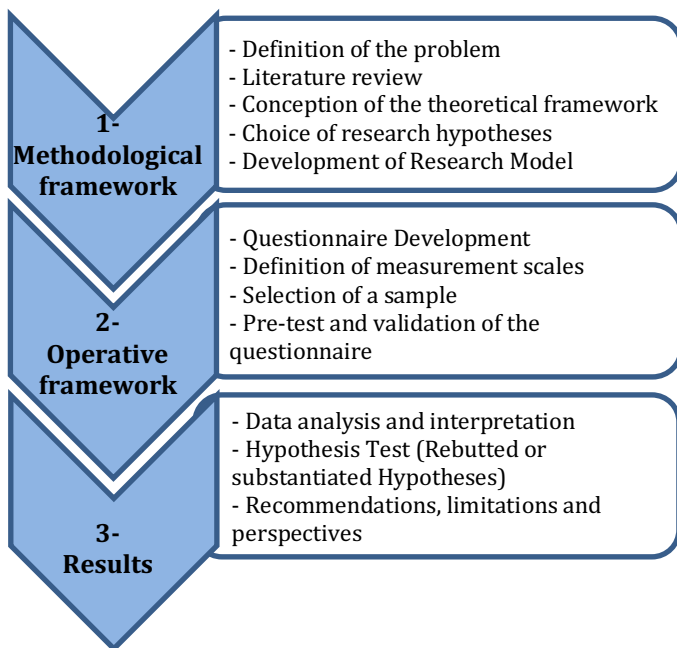 1-
Methodological
framework
- Definition of the problem
- Literature review
- Conception of the theoretical framework
- Choice of research hypotheses
- Development of Research Model
2-
Operative
framework
- Questionnaire Development
- Definition of measurement scales
- Selection of a sample
- Pre-test and validation of the
questionnaire
3-
Results
- Data analysis and interpretation
- Hypothesis Test (Rebutted or
substantiated Hypotheses)
- Recommendations, limitations and
perspectives